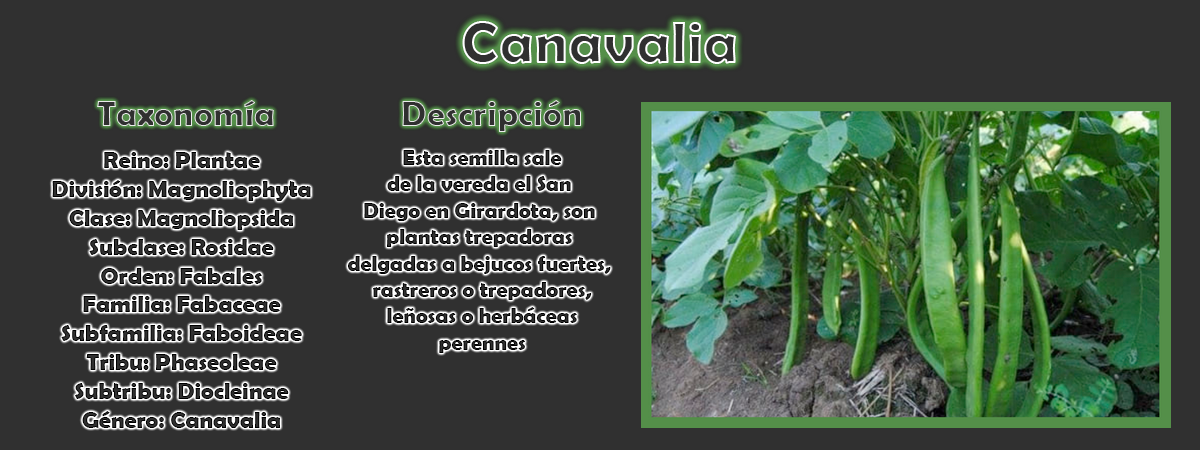 Canavalia
Taxonomía
Reino: Plantae
División: Magnoliophyta
Clase: Magnoliopsida
Subclase: Rosidae
Orden: Fabales
Familia: Fabaceae
Subfamilia: Faboideae
Tribu: Phaseoleae
Subtribu: Diocleinae
Género: Canavalia
Descripción
Esta semilla sale
de la vereda el San
Diego en Girardota, son
plantas trepadoras
delgadas a bejucos fuertes,
rastreros o trepadores,
leñosas o herbáceas
perennes